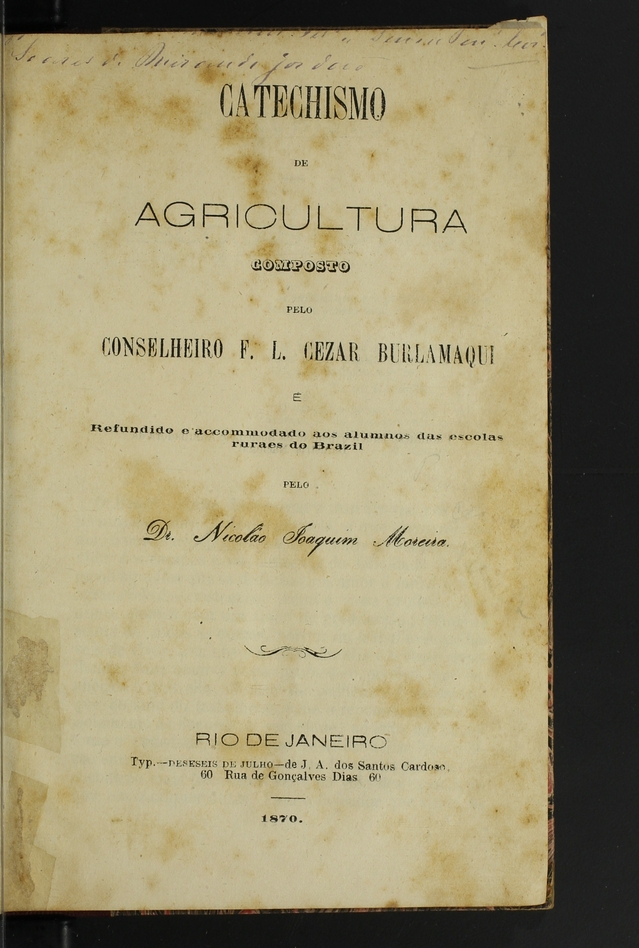 CATECHISMO
DE
AGRICULTURA
COMPOSTO
PELO
CONSELHEIRO F. L. CEZAR BURLAMAQUI
E
Refundido e accommodado aos alumnos das escolas
ruraes do Brazil
PELO
Dr. Nicoláo Joaquim Moreira.
RIO DE JANEIRO
Typ.—DESESEIS DE JULHO—de J. A. dos Santos Cardoso.
60 Rua de Gonçalves Dias 60
1870.